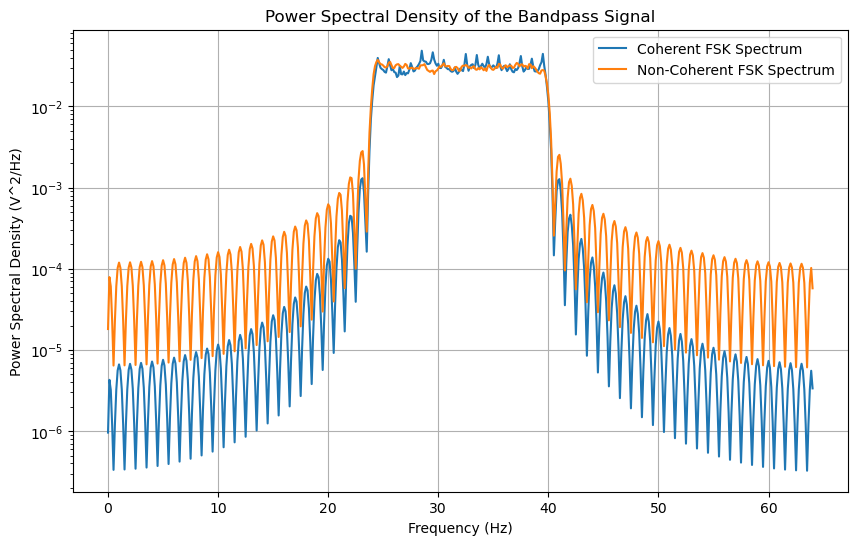 Power Spectral Density of the Bandpass Signal
Coherent FSK Spectrum
Non-Coherent FSK Spectrum
Power Spectral Density (V^2/Hz)
10⁻²
10⁻³
10⁻⁴
10⁻⁵
10⁻⁶
0 10 20 30 40 50 60
Frequency (Hz)